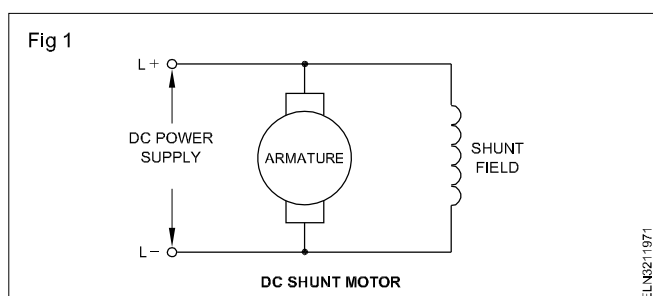 Fig 1
L+
DC POWER
SUPPLY
ARMATURE
SHUNT
FIELD
L-
DC SHUNT MOTOR
ELN3211971